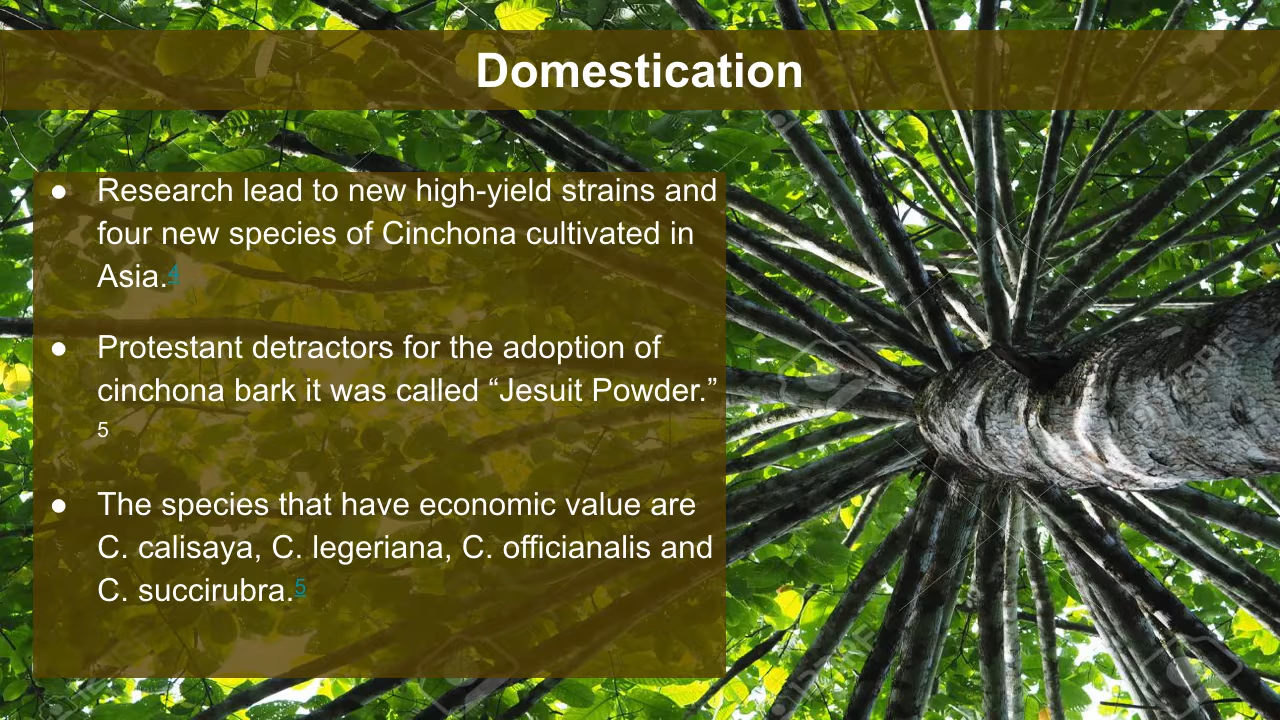 Domestication
● Research lead to new high-yield strains and
four new species of Cinchona cultivated in
Asia.4
● Protestant detractors for the adoption of
cinchona bark it was called “Jesuit Powder.”
5
● The species that have economic value are
C. calisaya, C. legeriana, C. officianalis and
C. succirubra.5